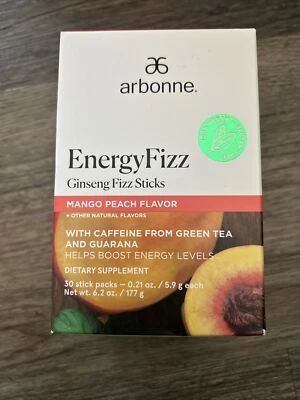 arbonne.
EnergyFizz
Ginseng Fizz Sticks
MANGO PEACH FLAVOR
+ OTHER NATURAL FLAVORS
WITH CAFFEINE FROM GREEN TEA
AND GUARANA
HELPS BOOST ENERGY LEVELS
DIETARY SUPPLEMENT
30 stick packs — 0.21 oz. / 5.9 g each
Net wt. 6.2 oz. / 177 g